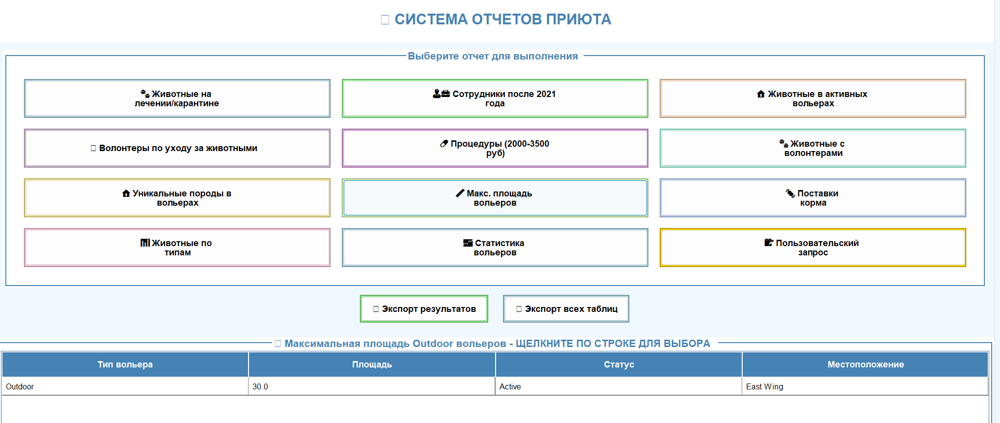 СИСТЕМА ОТЧЕТОВ ПРИЮТА
Выберите отчет для выполнения
Животные на
лечении/карантине
Сотрудники после 2021
года
Животные в активных
вольерах
Волонтеры по уходу за животными
Процедуры (2000-3500
руб)
Животные с
волонтерами
Уникальные породы в
вольерах
Макс. площадь
вольеров
Поставки
корма
Животные по
типам
Статистика
вольеров
Пользовательский
запрос
Экспорт результатов
Экспорт всех таблиц
Максимальная площадь Outdoor вольеров - ЩЕЛКНИТЕ ПО СТРОКЕ ДЛЯ ВЫБОРА
Тип вольера Площадь Статус Местоположение
Outdoor 30.0 Active East Wing